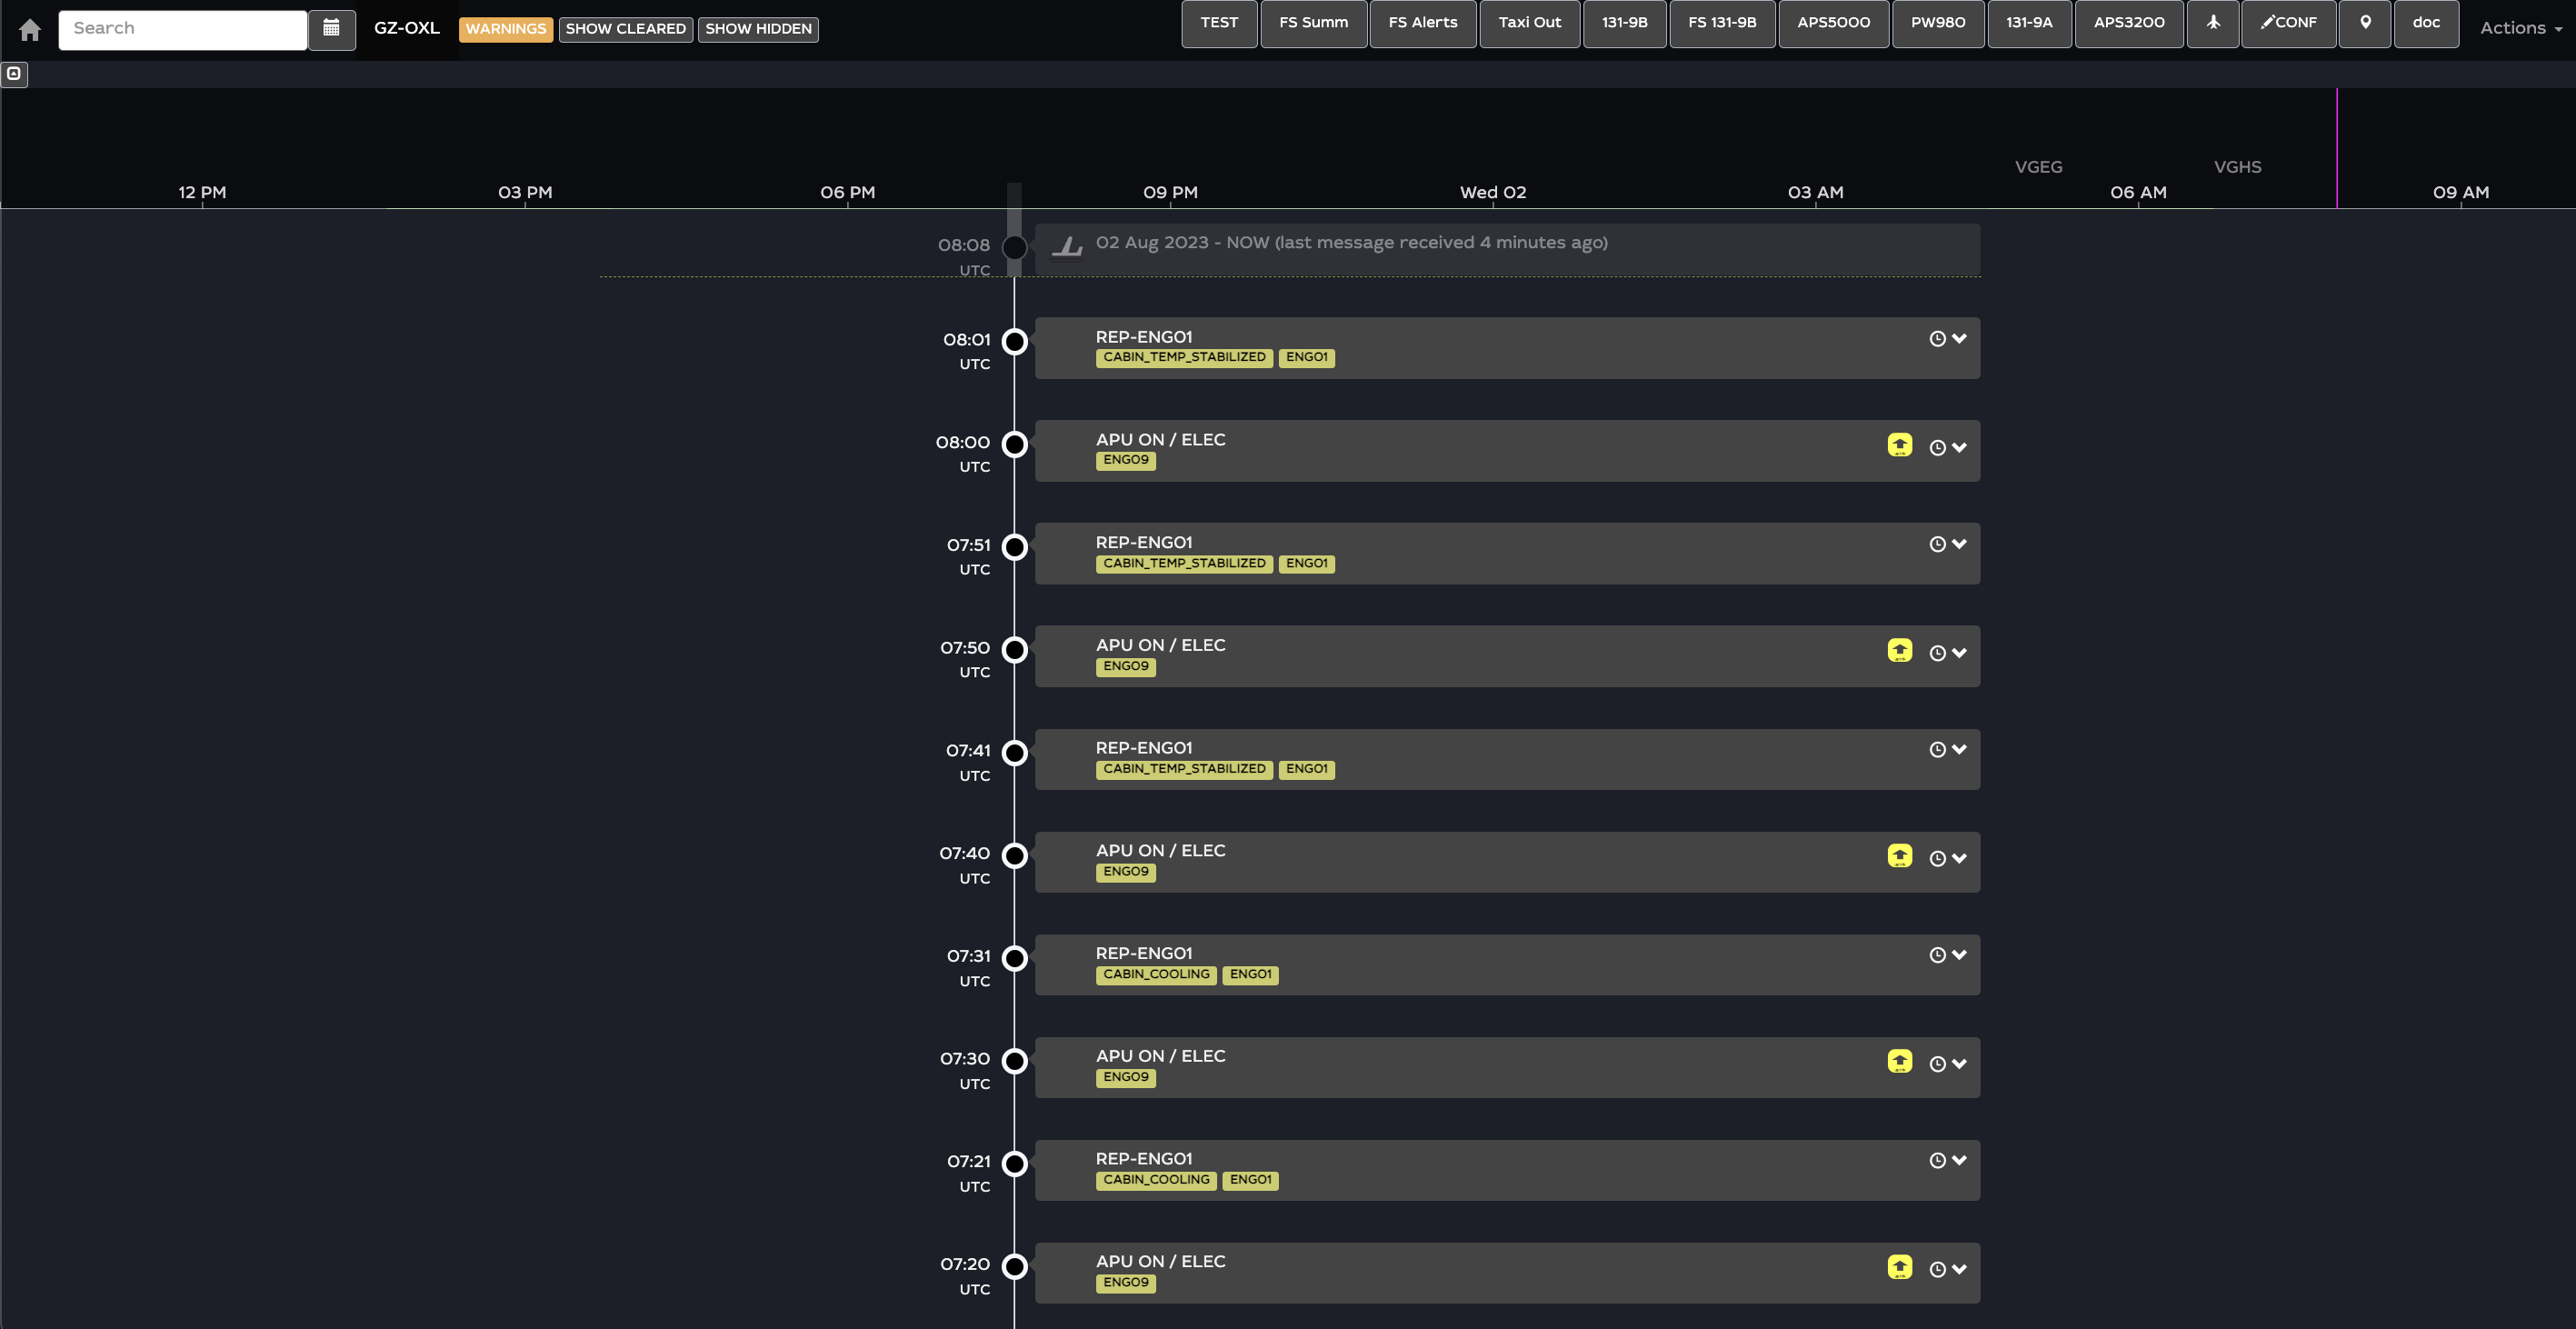 Search GZ-OXL WARNINGS SHOW CLEARED SHOW HIDDEN TEST FS Summ FS Alerts Taxi Out 131-9B FS 131-9B APS5000 PW980 131-9A APS3200 CONF doc Actions
VGEG VGHS
12 PM 03 PM 06 PM 09 PM Wed 02 03 AM 06 AM 09 AM
08:08 02 Aug 2023 - NOW (last message received 4 minutes ago)
UTC
08:01 REP-ENG01
UTC CABIN_TEMP_STABILIZED ENG01
08:00 APU ON / ELEC
UTC ENG09
07:51 REP-ENG01
UTC CABIN_TEMP_STABILIZED ENG01
07:50 APU ON / ELEC
UTC ENG09
07:41 REP-ENG01
UTC CABIN_TEMP_STABILIZED ENG01
07:40 APU ON / ELEC
UTC ENG09
07:31 REP-ENG01
UTC CABIN_COOLING ENG01
07:30 APU ON / ELEC
UTC ENG09
07:21 REP-ENG01
UTC CABIN_COOLING ENG01
07:20 APU ON / ELEC
UTC ENG09